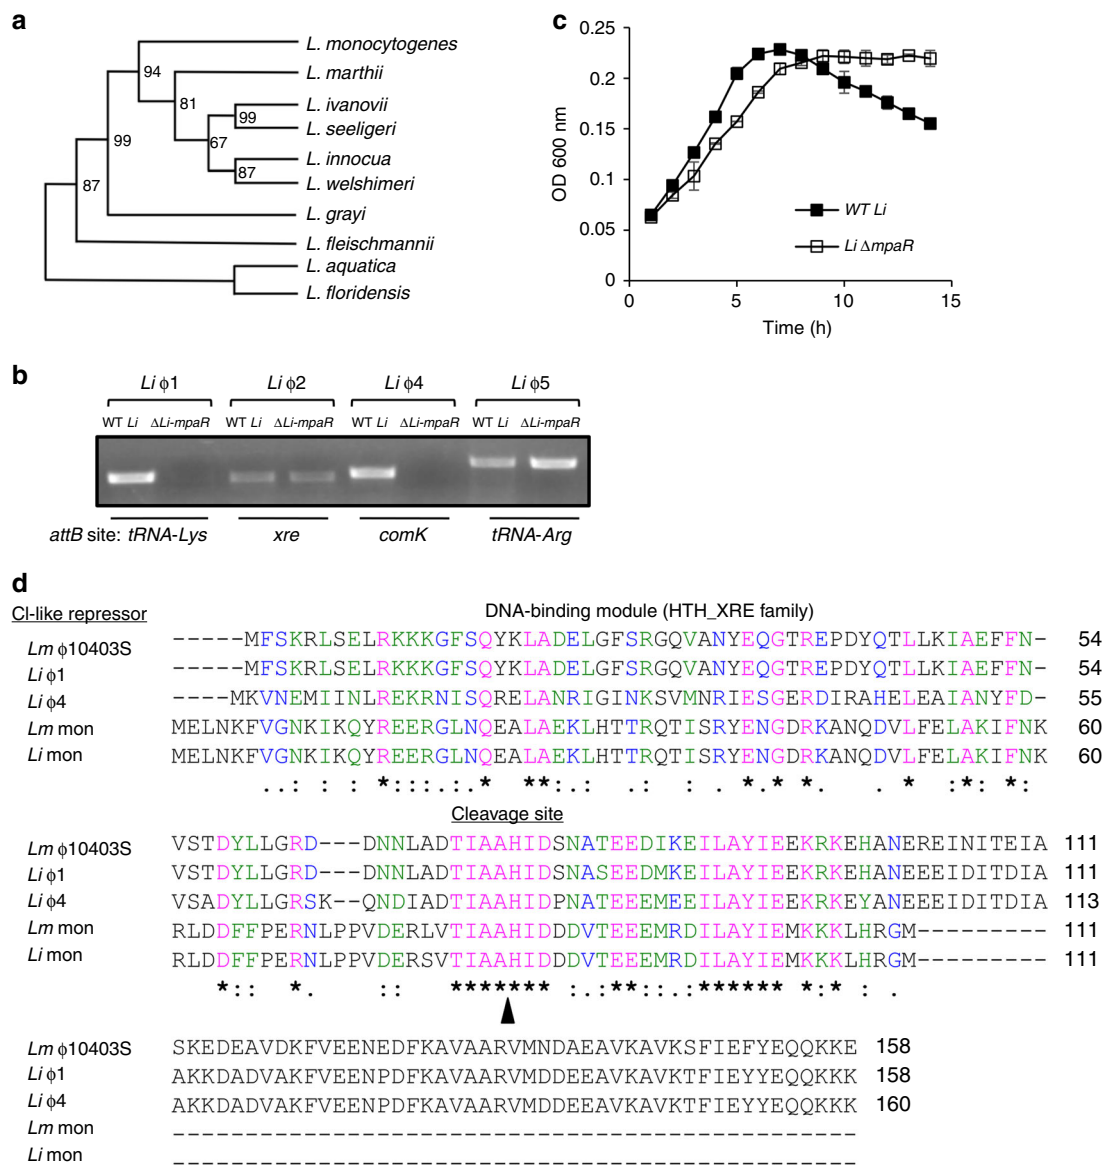 a
L. monocytogenes
94
L. marthii
81
L. ivanovii
99
L. seeligeri
99
67
L. innocua
87
L. welshimeri
87
L. grayi
L. fleischmannii
L. aquatica
L. floridensis
c
0.25
0.2
0.15
0.1
0.05
0
OD 600 nm
WT Li
Li ΔmpaR
0 5 10 15
Time (h)
b
Li ϕ1 Li ϕ2 Li ϕ4 Li ϕ5
WT Li ΔLi-mpaR WT Li ΔLi-mpaR WT Li ΔLi-mpaR WT Li ΔLi-mpaR
attB site: tRNA-Lys xre comK tRNA-Arg
d
CI-like repressor DNA-binding module (HTH_XRE family)
Lm ϕ10403S -----MFSKRLSELRKKKGFSQYKLADELGFSRGQVANYEQGTREPDYQTLLKIAEFFN- 54
Li ϕ1 -----MFSKRLSELRKKKGFSQYKLADELGFSRGQVANYEQGTREPDYQTLLKIAEFFN- 54
Li ϕ4 ----MKVNEMIINLREKRNISQRELANRIGINKSVMNRIESGERDIRAHELEAIANYFD- 55
Lm mon MELNKFVGNKIKQYREERGLNQEALAEKLHTTRQTISRYENGDRKANQDVLFELAKIFNK 60
Li mon MELNKFVGNKIKQYREERGLNQEALAEKLHTTRQTISRYENGDRKANQDVLFELAKIFNK 60
..: : : *:::.:.* **:.: . : *.*.*. . * :* *:
Cleavage site
Lm ϕ10403S VSTDYLLGRD---DNNLADTIAAHIDSNATEEDIKEILAYIEEKRKEHANEREINITEIA 111
Li ϕ1 VSTDYLLGRD---DNNLADTIAAHIDSNASEEDMKEILAYIEEKRKEHANEEEIDITDIA 111
Li ϕ4 VSADYLLGRSK--QNDIADTIAAHIDPNATEEEMKEILAYIEEKRKEYANEEEIDITDIA 113
Lm mon RLDDFFPERNLPPVDERLVTIAAHIDDDVTEEEMRDILAYIEMKKKLHRGM--------- 111
Li mon RLDDFFPERNLPPVDERSVTIAAHIDDDVTEEEMRDILAYIEMKKKLHRGM--------- 111
*:: *. :: ******* :.:**::.:****** *:* : .
Lm ϕ10403S SKEDEAVDKFVEENEDFKAVAARVMNDAEAVKAVKSFIEFYEQQKKE 158
Li ϕ1 AKKDADVAKFVEENPDFKAVAARVMDDEEAVKAVKTFIEYYEQQKKK 158
Li ϕ4 AKKDADVAKFVEENPDFKAVAARVMDDEEAVKAVKTFIEYYEQQKKK 160
Lm mon -----------------------------------------------
Li mon -----------------------------------------------